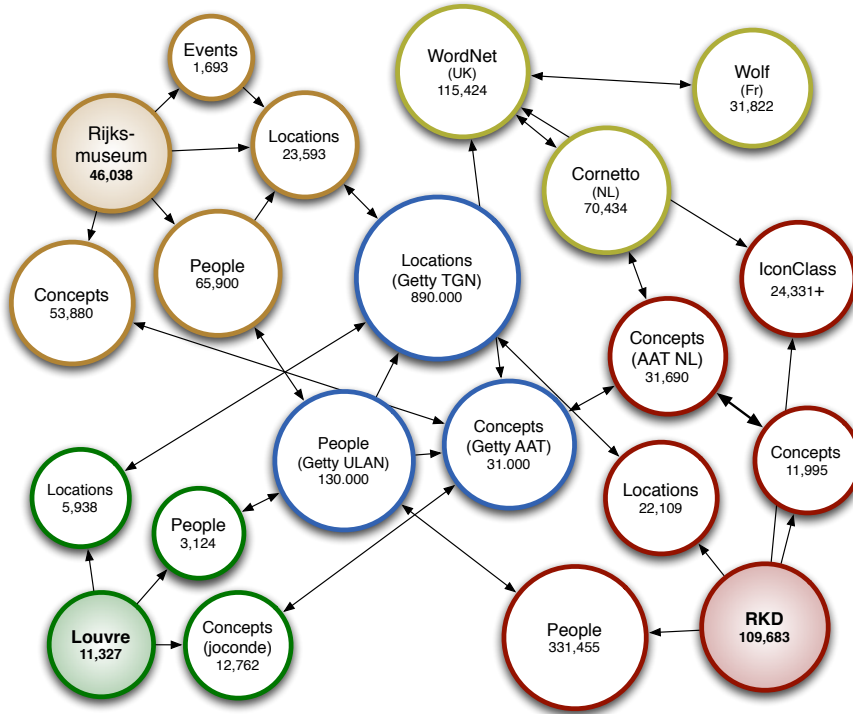 Events
1,693
WordNet
(UK)
115,424
Wolf
(Fr)
31,822
Rijks-
museum
46,038
Locations
23,593
Cornetto
(NL)
70,434
People
65,900
Locations
(Getty TGN)
890.000
IconClass
24,331+
Concepts
53,880
Concepts
(AAT NL)
31,690
People
(Getty ULAN)
130.000
Concepts
(Getty AAT)
31.000
Concepts
11,995
Locations
5,938
Locations
22,109
People
3,124
Louvre
11,327
Concepts
(joconde)
12,762
People
331,455
RKD
109,683